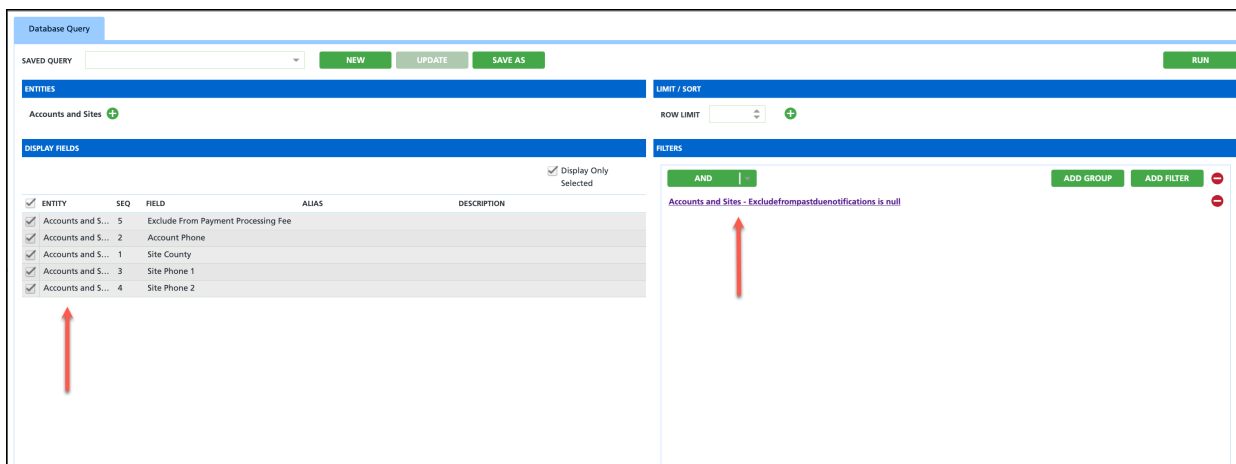 Database Query
SAVED QUERY NEW UPDATE SAVE AS RUN
ENTITIES
Accounts and Sites
LIMIT / SORT
ROW LIMIT
DISPLAY FIELDS
Display Only
Selected
ENTITY SEQ FIELD ALIAS DESCRIPTION
Accounts and S... 5 Exclude From Payment Processing Fee
Accounts and S... 2 Account Phone
Accounts and S... 1 Site County
Accounts and S... 3 Site Phone 1
Accounts and S... 4 Site Phone 2
FILTERS
AND ADD GROUP ADD FILTER
Accounts and Sites - Excludefrompastduenotifications is null